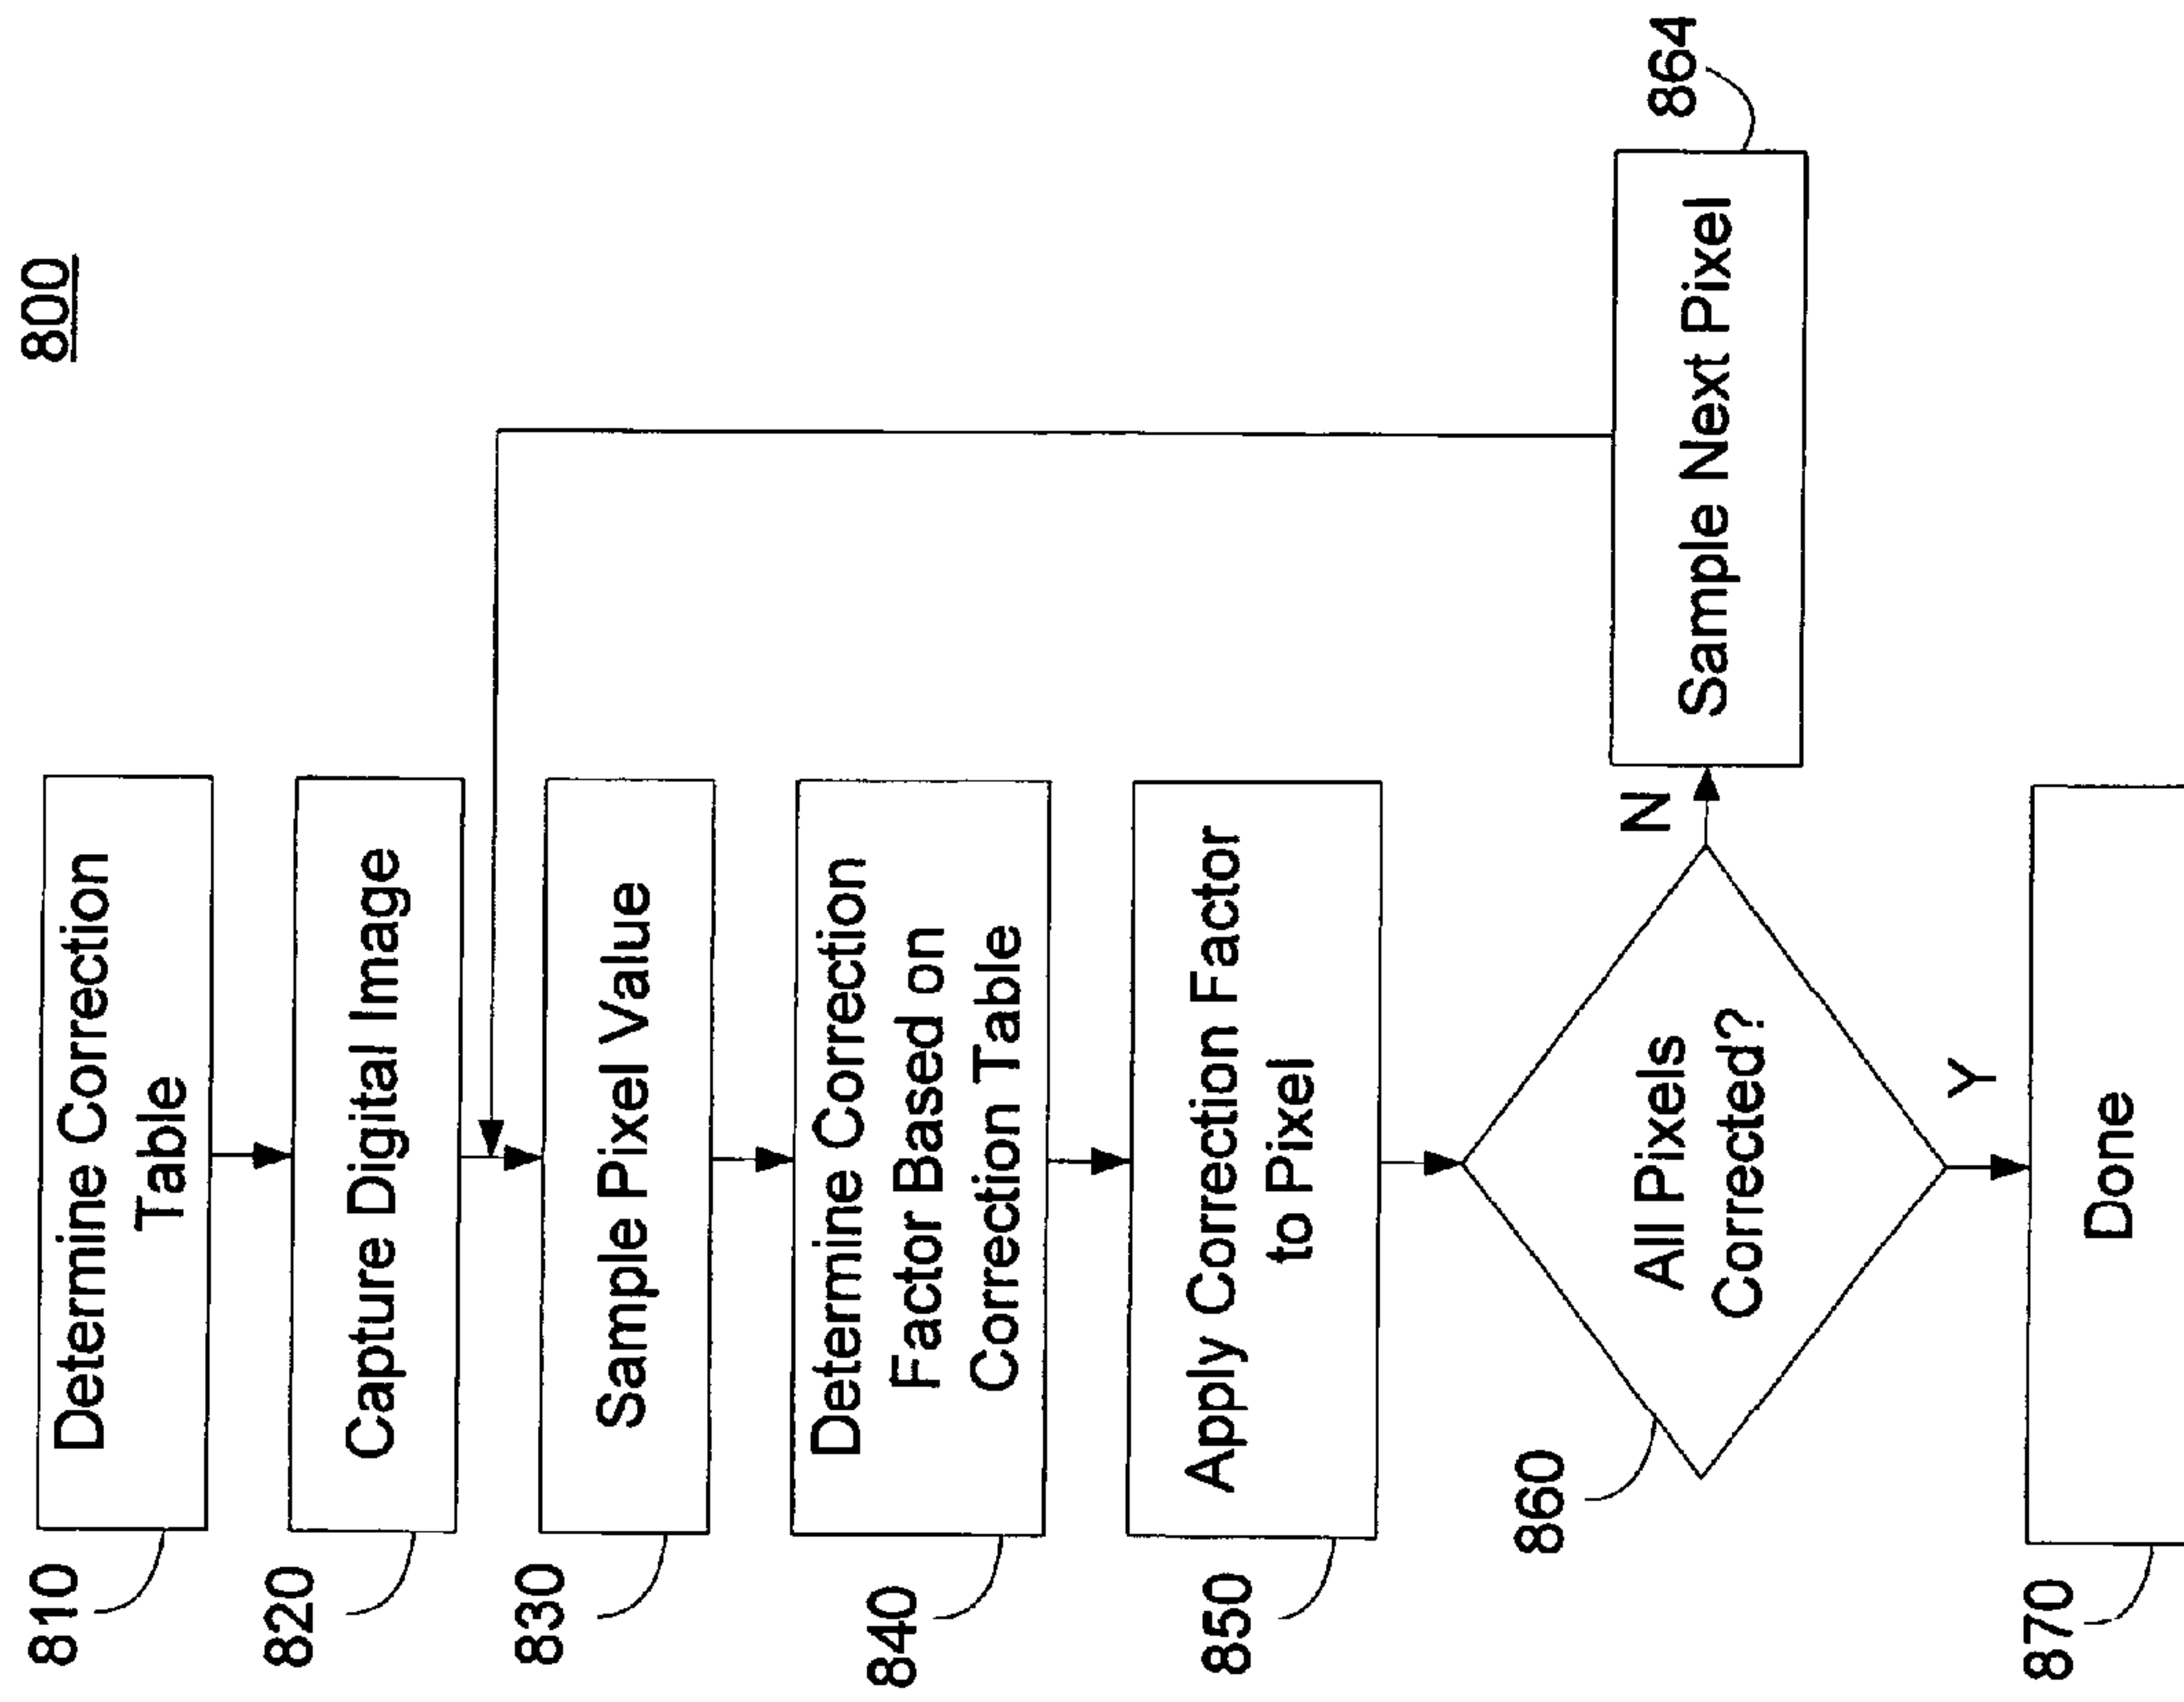 800
810
Determine Correction
Table
820
Capture Digital Image
830
Sample Pixel Value
840
Determine Correction
Factor Based on
Correction Table
850
Apply Correction Factor
to Pixel
860
All Pixels
Corrected?
N
Sample Next Pixel
864
Y
870
Done